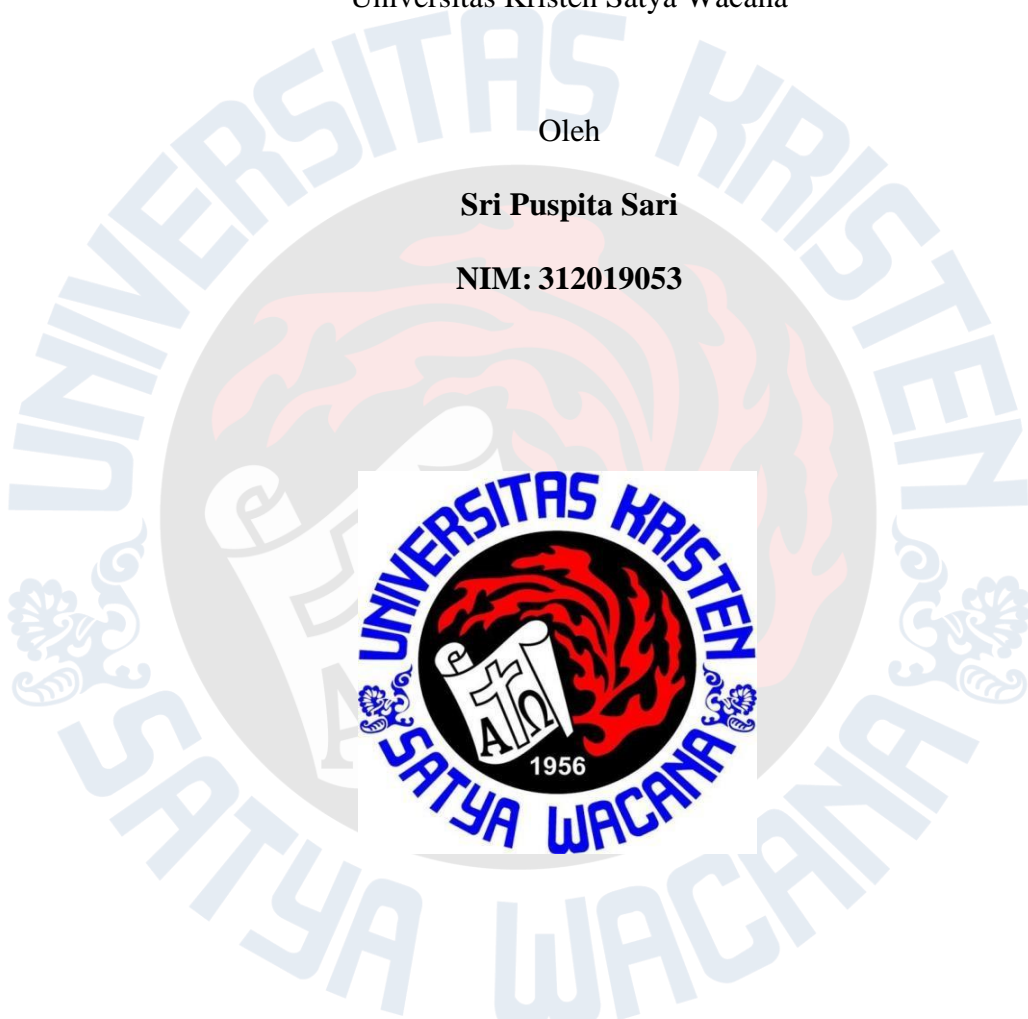 Universitas Kristen Satya Wacana
Oleh
Sri Puspita Sari
NIM: 312019053
UNIVERSITAS KRISTEN
Α Ω
1956
SATYA WACANA